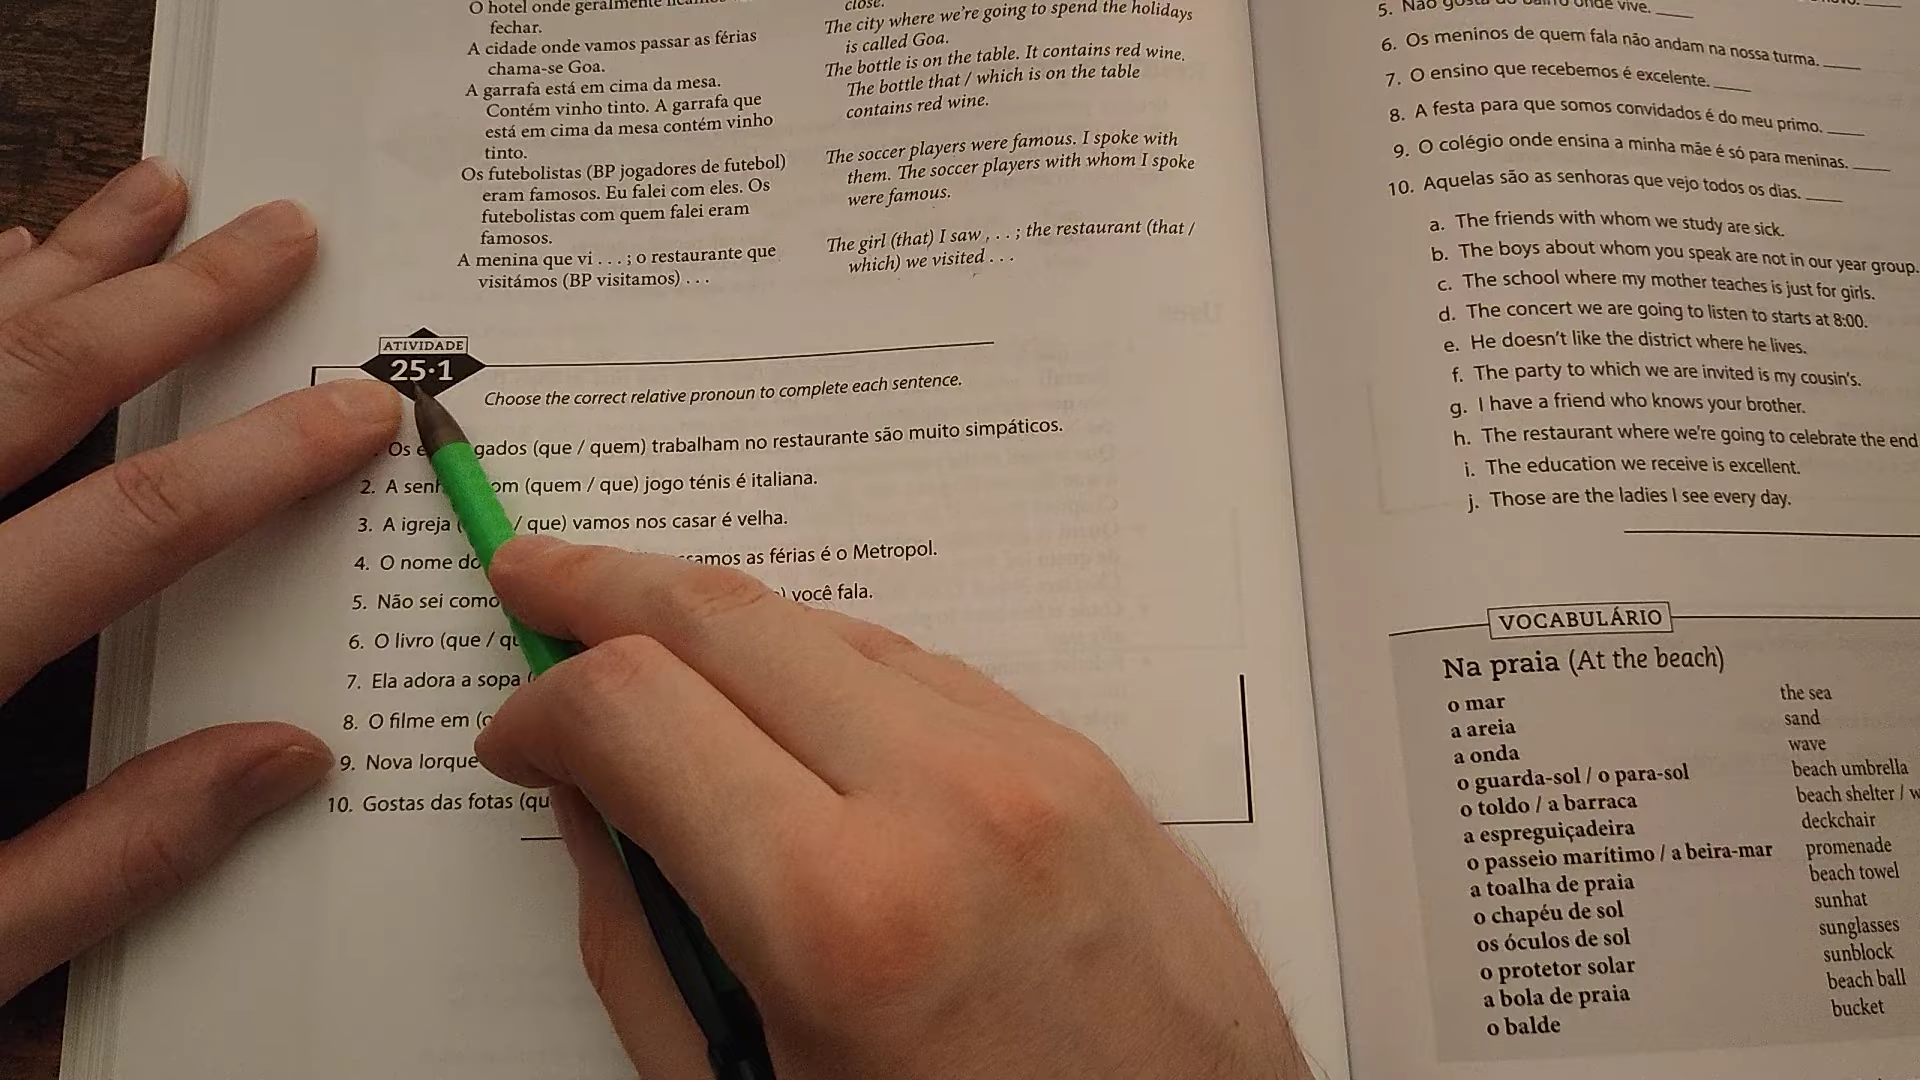 O hotel onde geralmente
fechar.
A cidade onde vamos passar as férias
chama-se Goa.
A garrafa está em cima da mesa.
Contém vinho tinto. A garrafa que
está em cima da mesa contém vinho
tinto.
Os futebolistas (BP jogadores de futebol)
eram famosos. Eu falei com eles. Os
futebolistas com quem falei eram
famosos.
A menina que vi . . . ; o restaurante que
visitámos (BP visitamos) . . .
close.
The city where we're going to spend the holidays
is called Goa.
The bottle is on the table. It contains red wine.
The bottle that / which is on the table
contains red wine.
The soccer players were famous. I spoke with
them. The soccer players with whom I spoke
were famous.
The girl (that) I saw , . . ; the restaurant (that /
which) we visited . . .
ATIVIDADE
25·1
Choose the correct relative pronoun to complete each sentence.
Os gados (que / quem) trabalham no restaurante são muito simpáticos.
2. A om (quem / que) jogo ténis é italiana.
3. A igreja ( / que) vamos nos casar é velha.
4. O nome do as férias é o Metropol.
5. Não sei como ) você fala.
6. O livro (que /
7. Ela adora a sopa (
8. O filme em (
9. Nova Iorque
10. Gostas das fotas (qu
5. Não onde vive. ____
6. Os meninos de quem fala não andam na nossa turma. ____
7. O ensino que recebemos é excelente. ____
8. A festa para que somos convidados é do meu primo. ____
9. O colégio onde ensina a minha mãe é só para meninas. ____
10. Aquelas são as senhoras que vejo todos os dias. ____
a. The friends with whom we study are sick.
b. The boys about whom you speak are not in our year group.
c. The school where my mother teaches is just for girls.
d. The concert we are going to listen to starts at 8:00.
e. He doesn't like the district where he lives.
f. The party to which we are invited is my cousin's.
g. I have a friend who knows your brother.
h. The restaurant where we're going to celebrate the end
i. The education we receive is excellent.
j. Those are the ladies I see every day.
VOCABULÁRIO
Na praia (At the beach)
o mar the sea
a areia sand
a onda wave
o guarda-sol / o para-sol beach umbrella
o toldo / a barraca beach shelter / w
a espreguiçadeira deckchair
o passeio marítimo / a beira-mar promenade
a toalha de praia beach towel
o chapéu de sol sunhat
os óculos de sol sunglasses
o protetor solar sunblock
a bola de praia beach ball
o balde bucket